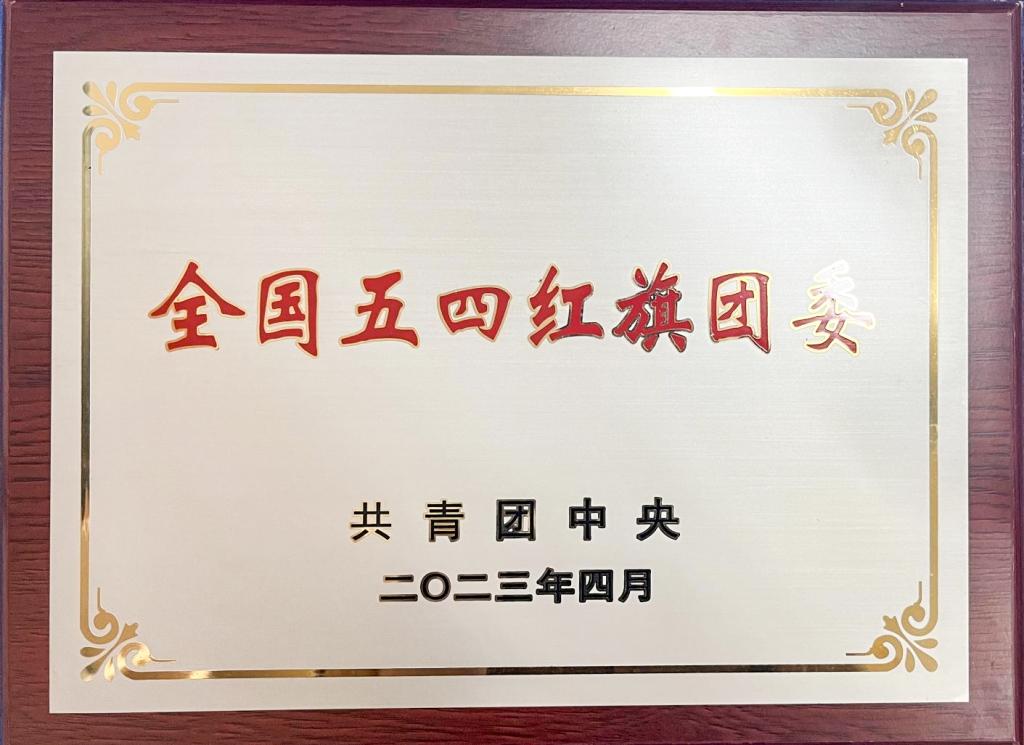 全国五四红旗团委
共青团中央
二〇二三年四月